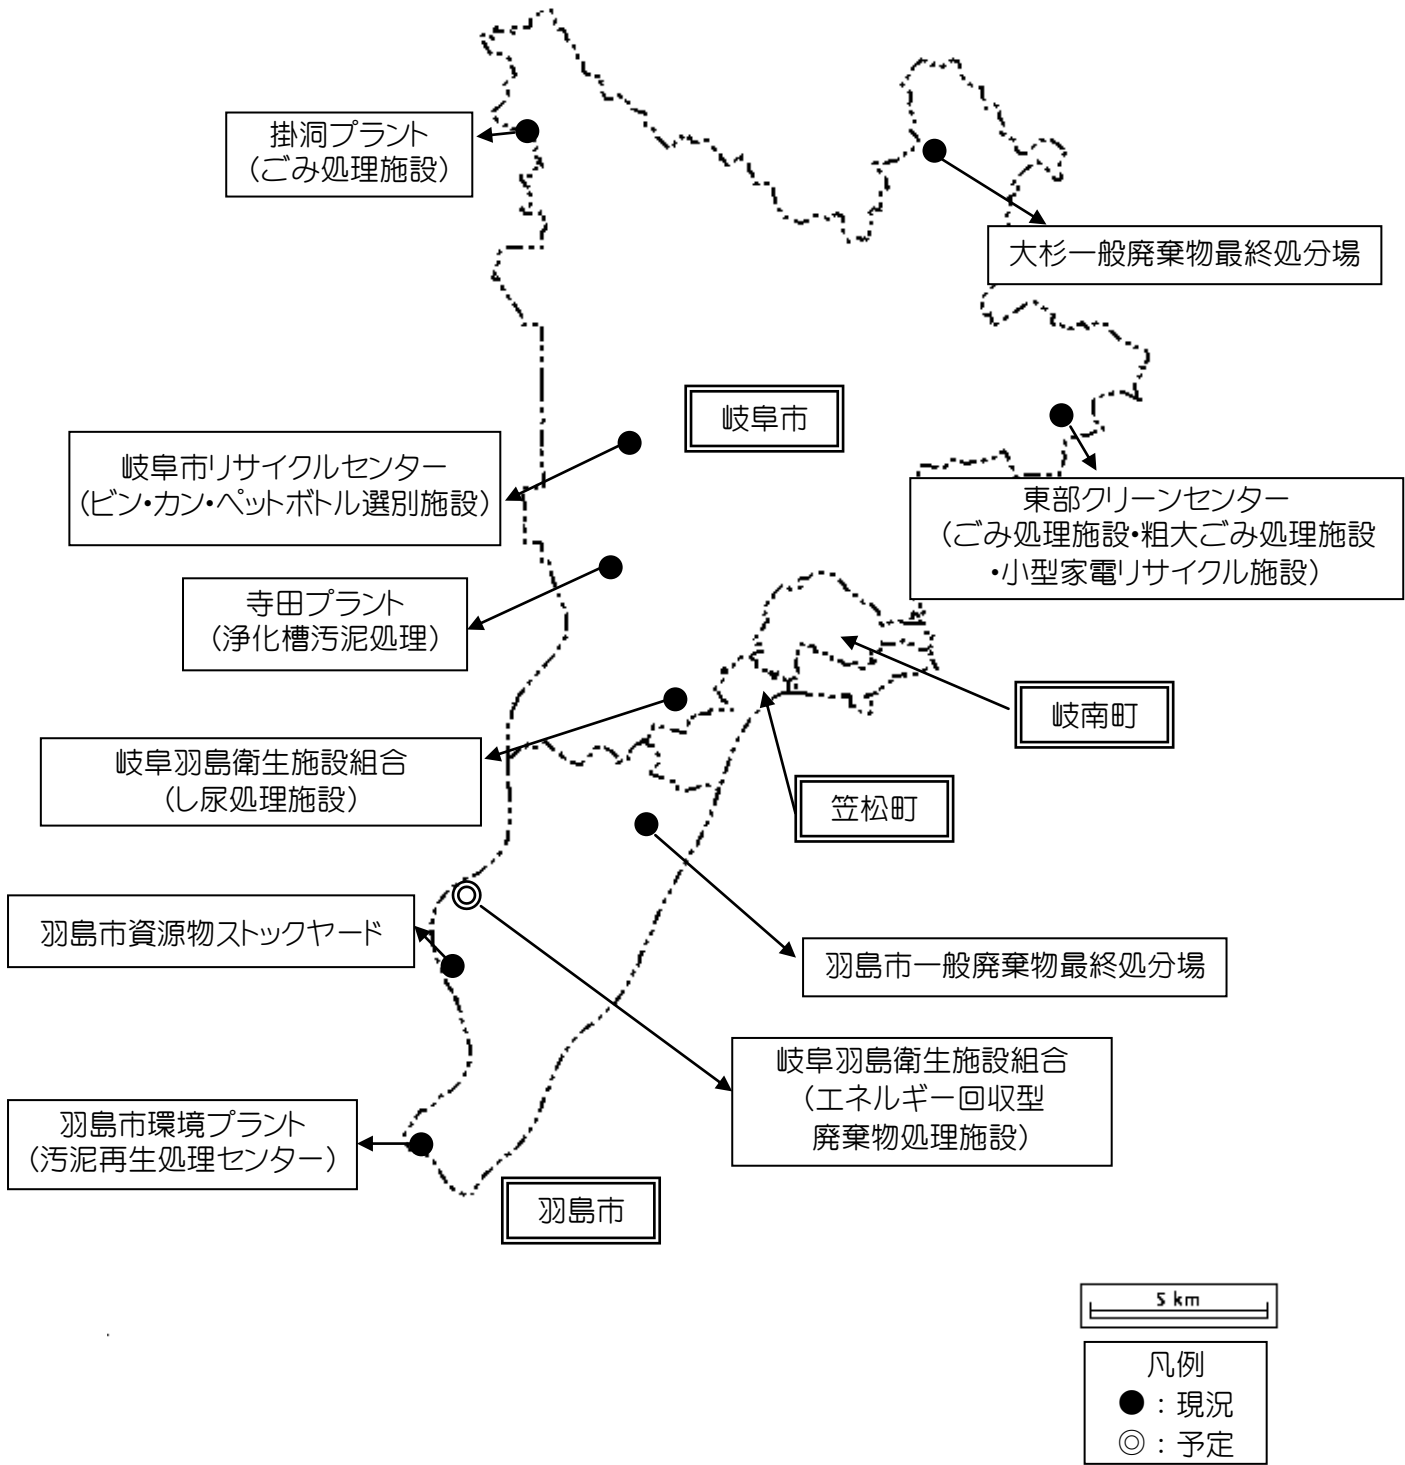 掛洞プラント
（ごみ処理施設）
大杉一般廃棄物最終処分場
岐阜市
岐阜市リサイクルセンター
（ビン・カン・ペットボトル選別施設）
東部クリーンセンター
（ごみ処理施設・粗大ごみ処理施設
・小型家電リサイクル施設）
寺田プラント
（浄化槽汚泥処理）
岐南町
岐阜羽島衛生施設組合
（し尿処理施設）
笠松町
羽島市資源物ストックヤード
羽島市一般廃棄物最終処分場
岐阜羽島衛生施設組合
（エネルギー回収型
廃棄物処理施設）
羽島市環境プラント
（汚泥再生処理センター）
羽島市
5 km
凡例
●：現況
◎：予定